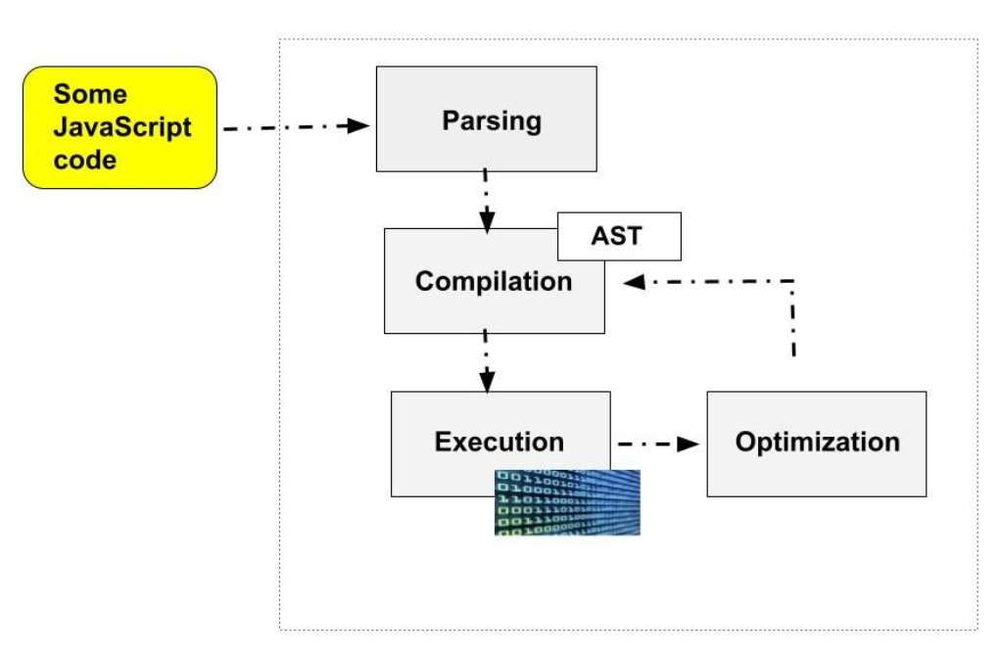 Some
JavaScript
code
Parsing
AST
Compilation
Execution
Optimization